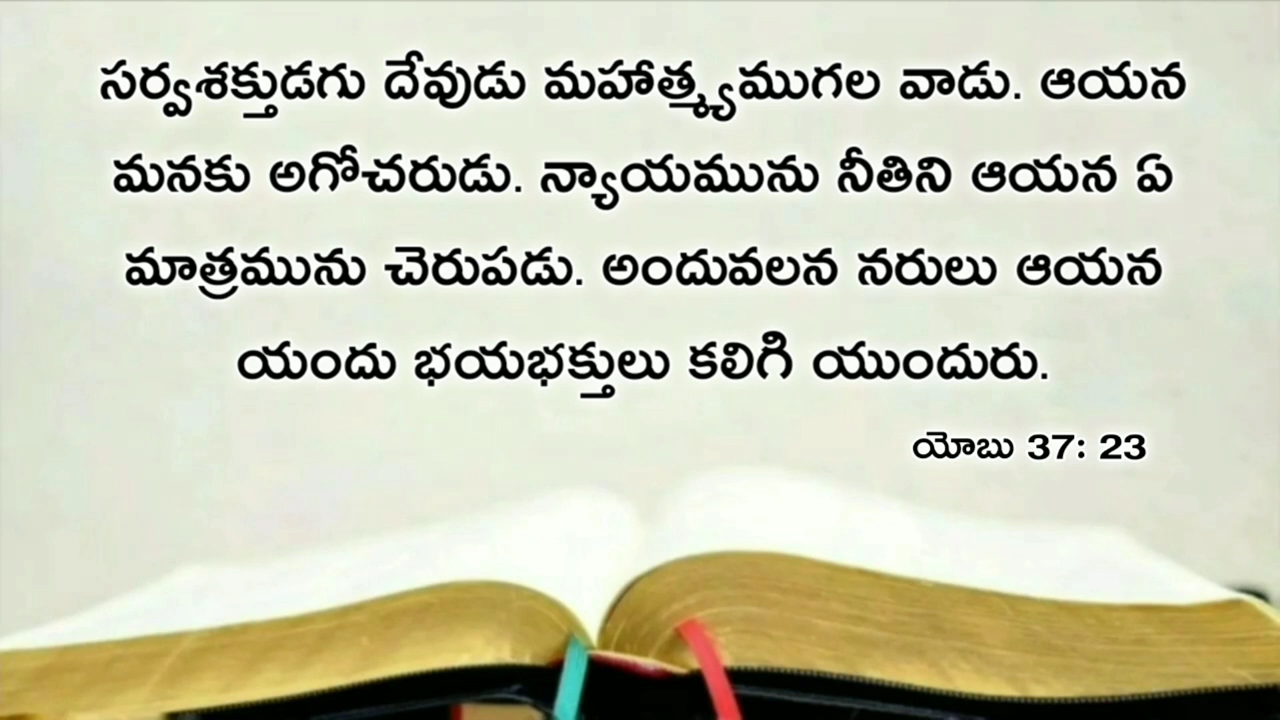 సర్వశక్తుడగు దేవుడు మహాత్మ్యముగల వాడు. ఆయన
మనకు అగోచరుడు. న్యాయమును నీతిని ఆయన ఏ
మాత్రమును చెరుపడు. అందువలన నరులు ఆయన
యందు భయభక్తులు కలిగి యుందురు.
యోబు 37: 23